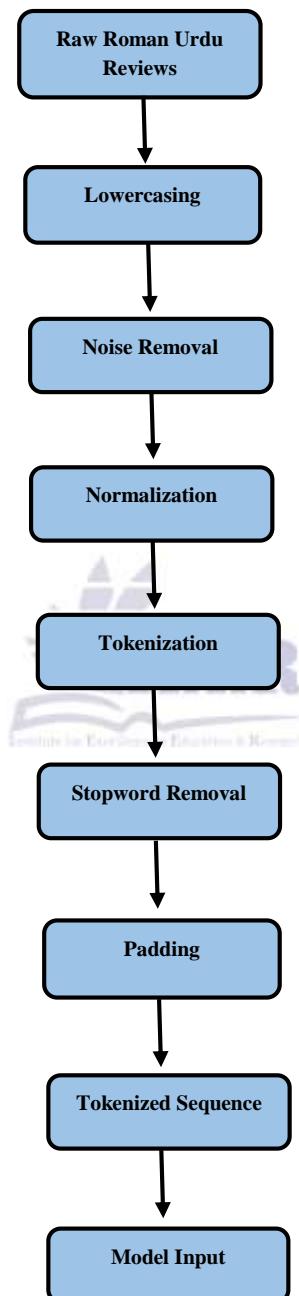 Raw Roman Urdu
Reviews
Lowercasing
Noise Removal
Normalization
Tokenization
Stopword Removal
Padding
Tokenized Sequence
Model Input